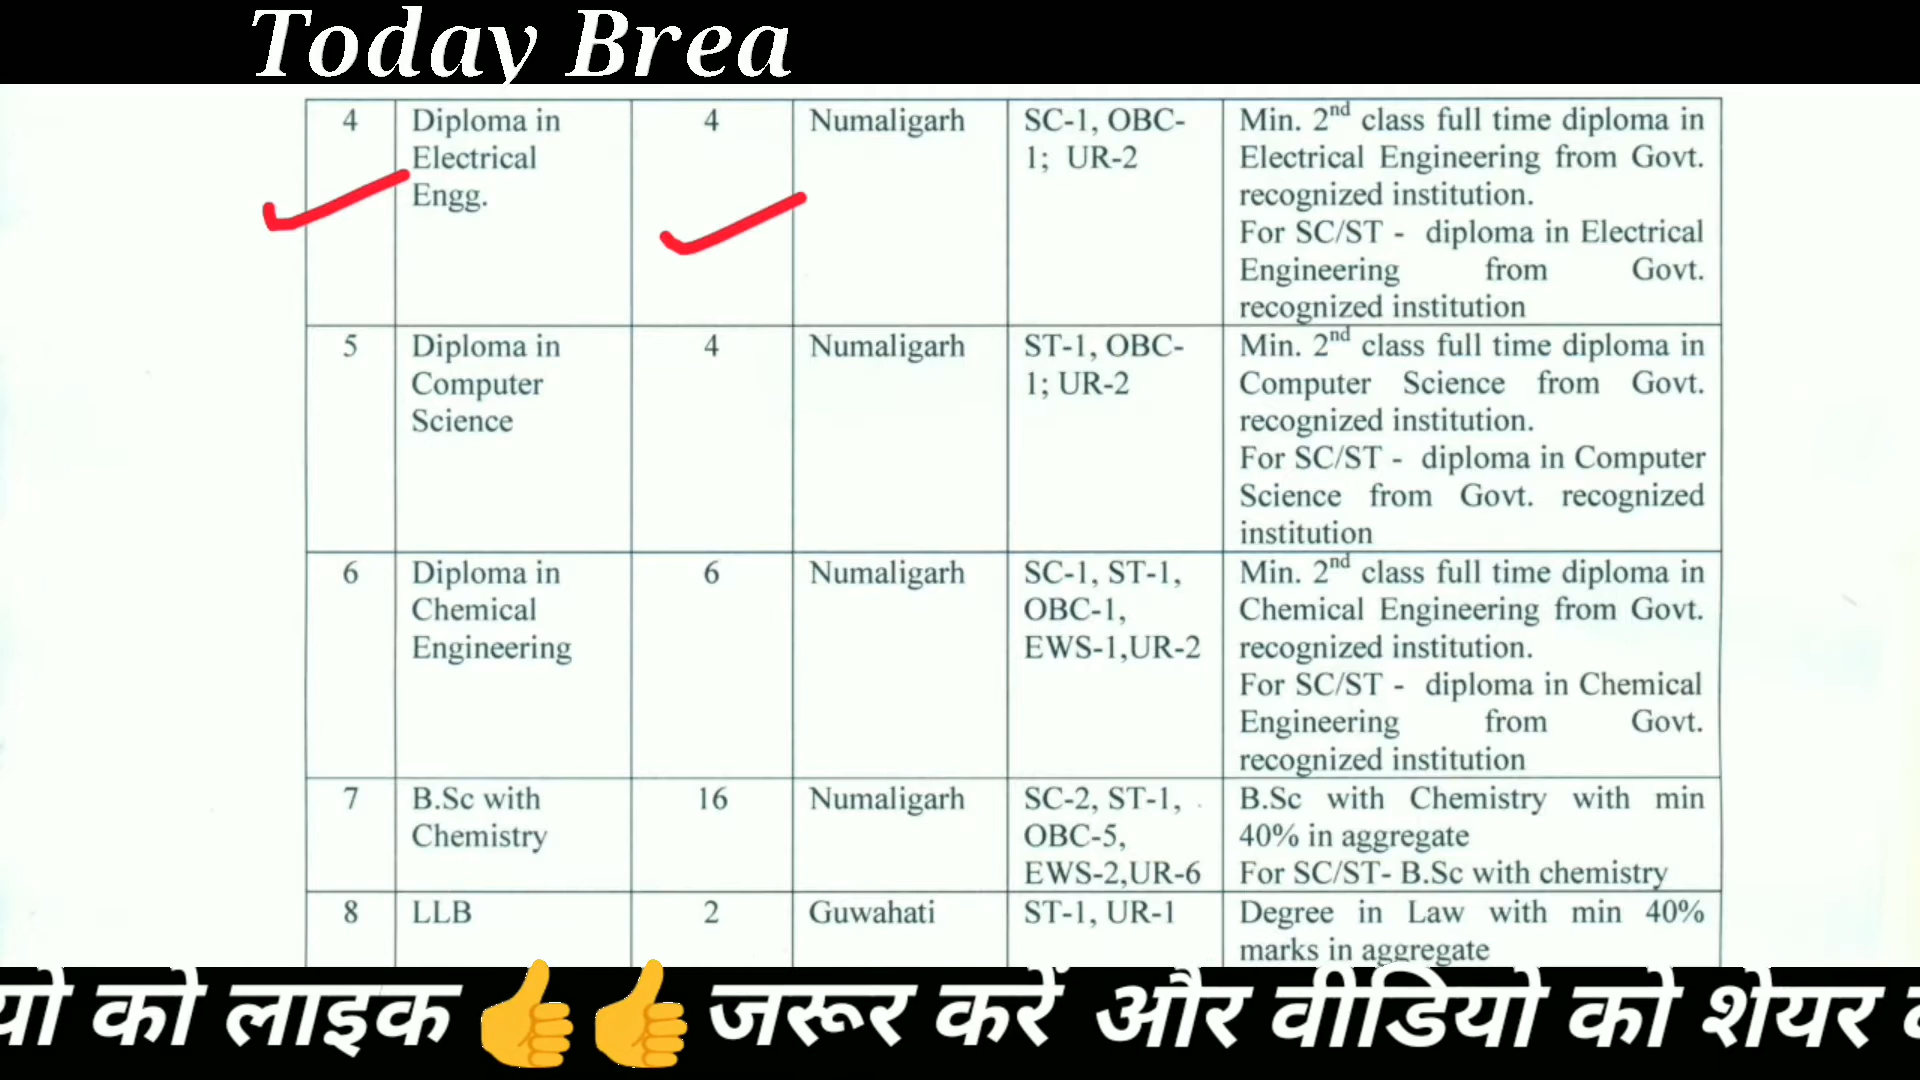 Today Brea
4 Diploma in Electrical Engg. 4 Numaligarh SC-1, OBC-1; UR-2 Min. 2nd class full time diploma in Electrical Engineering from Govt. recognized institution. For SC/ST - diploma in Electrical Engineering from Govt. recognized institution
5 Diploma in Computer Science 4 Numaligarh ST-1, OBC-1; UR-2 Min. 2nd class full time diploma in Computer Science from Govt. recognized institution. For SC/ST - diploma in Computer Science from Govt. recognized institution
6 Diploma in Chemical Engineering 6 Numaligarh SC-1, ST-1, OBC-1, EWS-1,UR-2 Min. 2nd class full time diploma in Chemical Engineering from Govt. recognized institution. For SC/ST - diploma in Chemical Engineering from Govt. recognized institution
7 B.Sc with Chemistry 16 Numaligarh SC-2, ST-1, OBC-5, EWS-2,UR-6 B.Sc with Chemistry with min 40% in aggregate For SC/ST- B.Sc with chemistry
8 LLB 2 Guwahati ST-1, UR-1 Degree in Law with min 40% marks in aggregate
को लाइक 👍👍 जरूर करें और वीडियो को शेयर